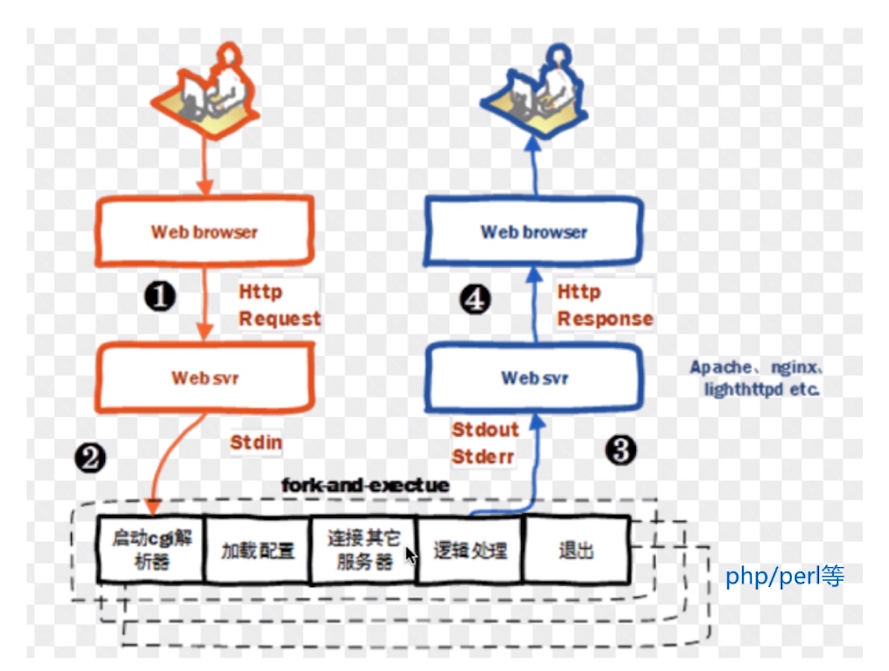 Web browser
Web browser
❶
Http
Request
❹
Http
Response
Web svr
Web svr
Apache、nginx、
lighthttpd etc.
❷
Stdin
Stdout
Stderr
❸
fork and exectue
启动cgi解
析器
加载配置
连接其它
服务器
逻辑处理
退出
php/perl等